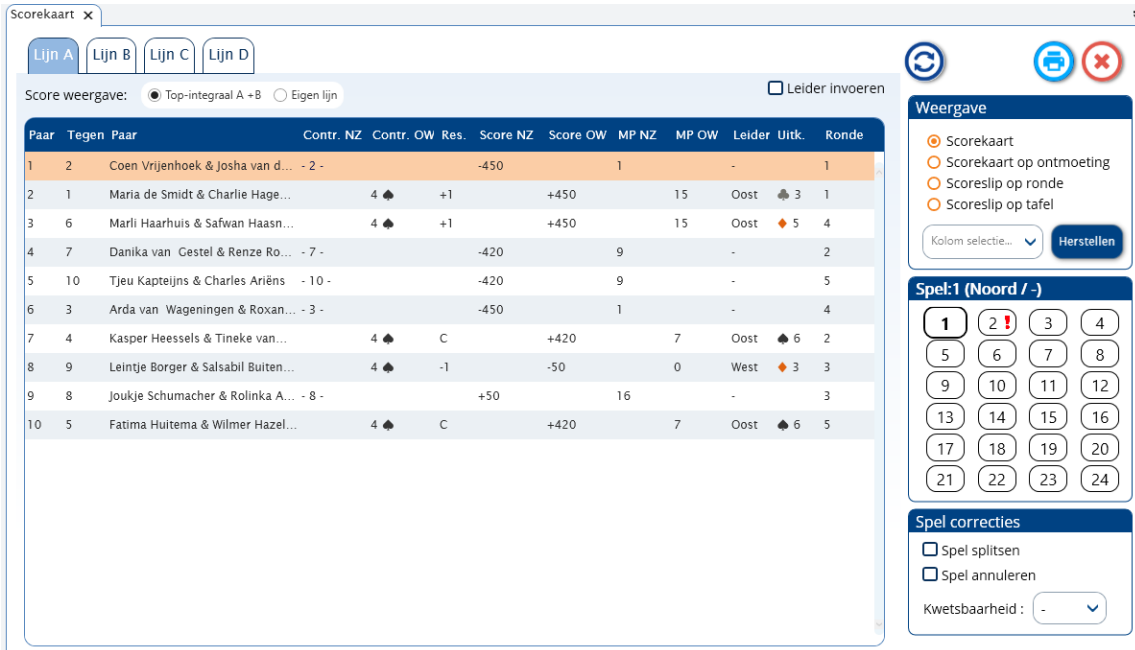 Scorekaart x
Lijn A Lijn B Lijn C Lijn D
Score weergave: Top-integraal A +B Eigen lijn
Leider invoeren
Paar Tegen Paar Contr. NZ Contr. OW Res. Score NZ Score OW MP NZ MP OW Leider Uitk. Ronde
1 2 Coen Vrijenhoek & Josha van d... - 2 - -450 1 - 1
2 1 Maria de Smidt & Charlie Hage... 4 ♠ +1 +450 15 Oost ♣ 3 1
3 6 Marli Haarhuis & Safwan Haasn... 4 ♠ +1 +450 15 Oost ♦ 5 4
4 7 Danika van Gestel & Renze Ro... - 7 - -420 9 - 2
5 10 Tjeu Kapteijns & Charles Ariëns - 10 - -420 9 - 5
6 3 Arda van Wageningen & Roxan... - 3 - -450 1 - 4
7 4 Kasper Heessels & Tineke van... 4 ♠ C +420 7 Oost ♠ 6 2
8 9 Leintje Borger & Salsabil Buiten... 4 ♠ -1 -50 0 West ♦ 3 3
9 8 Joukje Schumacher & Rolinka A... - 8 - +50 16 - 3
10 5 Fatima Huitema & Wilmer Hazel... 4 ♠ C +420 7 Oost ♠ 6 5
Weergave
Scorekaart
Scorekaart op ontmoeting
Scoreslip op ronde
Scoreslip op tafel
Kolom selectie... Herstellen
Spel:1 (Noord / -)
1 2 ! 3 4
5 6 7 8
9 10 11 12
13 14 15 16
17 18 19 20
21 22 23 24
Spel correcties
Spel splitsen
Spel annuleren
Kwetsbaarheid : -